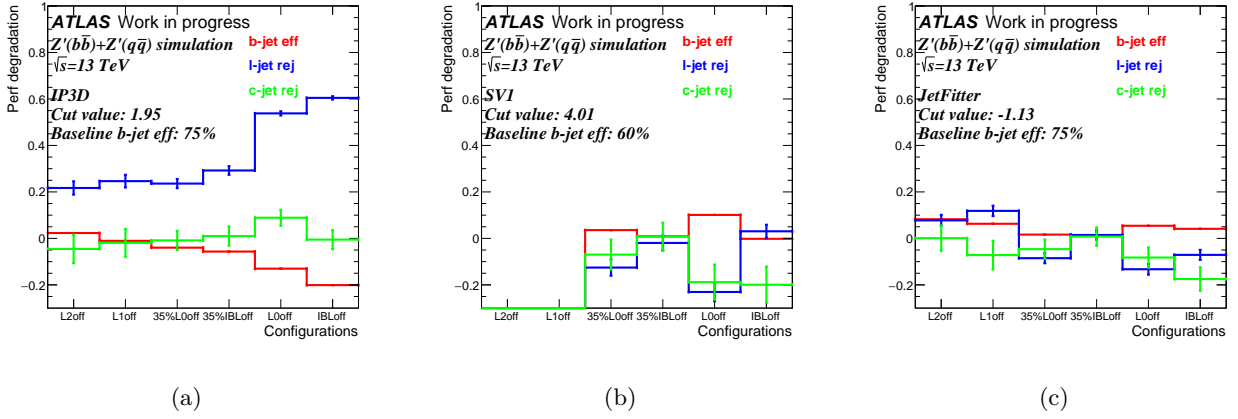 Perf degradation
1
0.8
0.6
0.4
0.2
0
−0.2
ATLAS Work in progress
Z'(bb̅)+Z'(qq̅) simulation
√s=13 TeV
IP3D
Cut value: 1.95
Baseline b-jet eff: 75%
b-jet eff
l-jet rej
c-jet rej
L2off L1off 35%L0off 35%IBLoff L0off IBLoff
Configurations
(a)
Perf degradation
1
0.8
0.6
0.4
0.2
0
−0.2
ATLAS Work in progress
Z'(bb̅)+Z'(qq̅) simulation
√s=13 TeV
SV1
Cut value: 4.01
Baseline b-jet eff: 60%
b-jet eff
l-jet rej
c-jet rej
L2off L1off 35%L0off 35%IBLoff L0off IBLoff
Configurations
(b)
Perf degradation
1
0.8
0.6
0.4
0.2
0
−0.2
ATLAS Work in progress
Z'(bb̅)+Z'(qq̅) simulation
√s=13 TeV
JetFitter
Cut value: -1.13
Baseline b-jet eff: 75%
b-jet eff
l-jet rej
c-jet rej
L2off L1off 35%L0off 35%IBLoff L0off IBLoff
Configurations
(c)